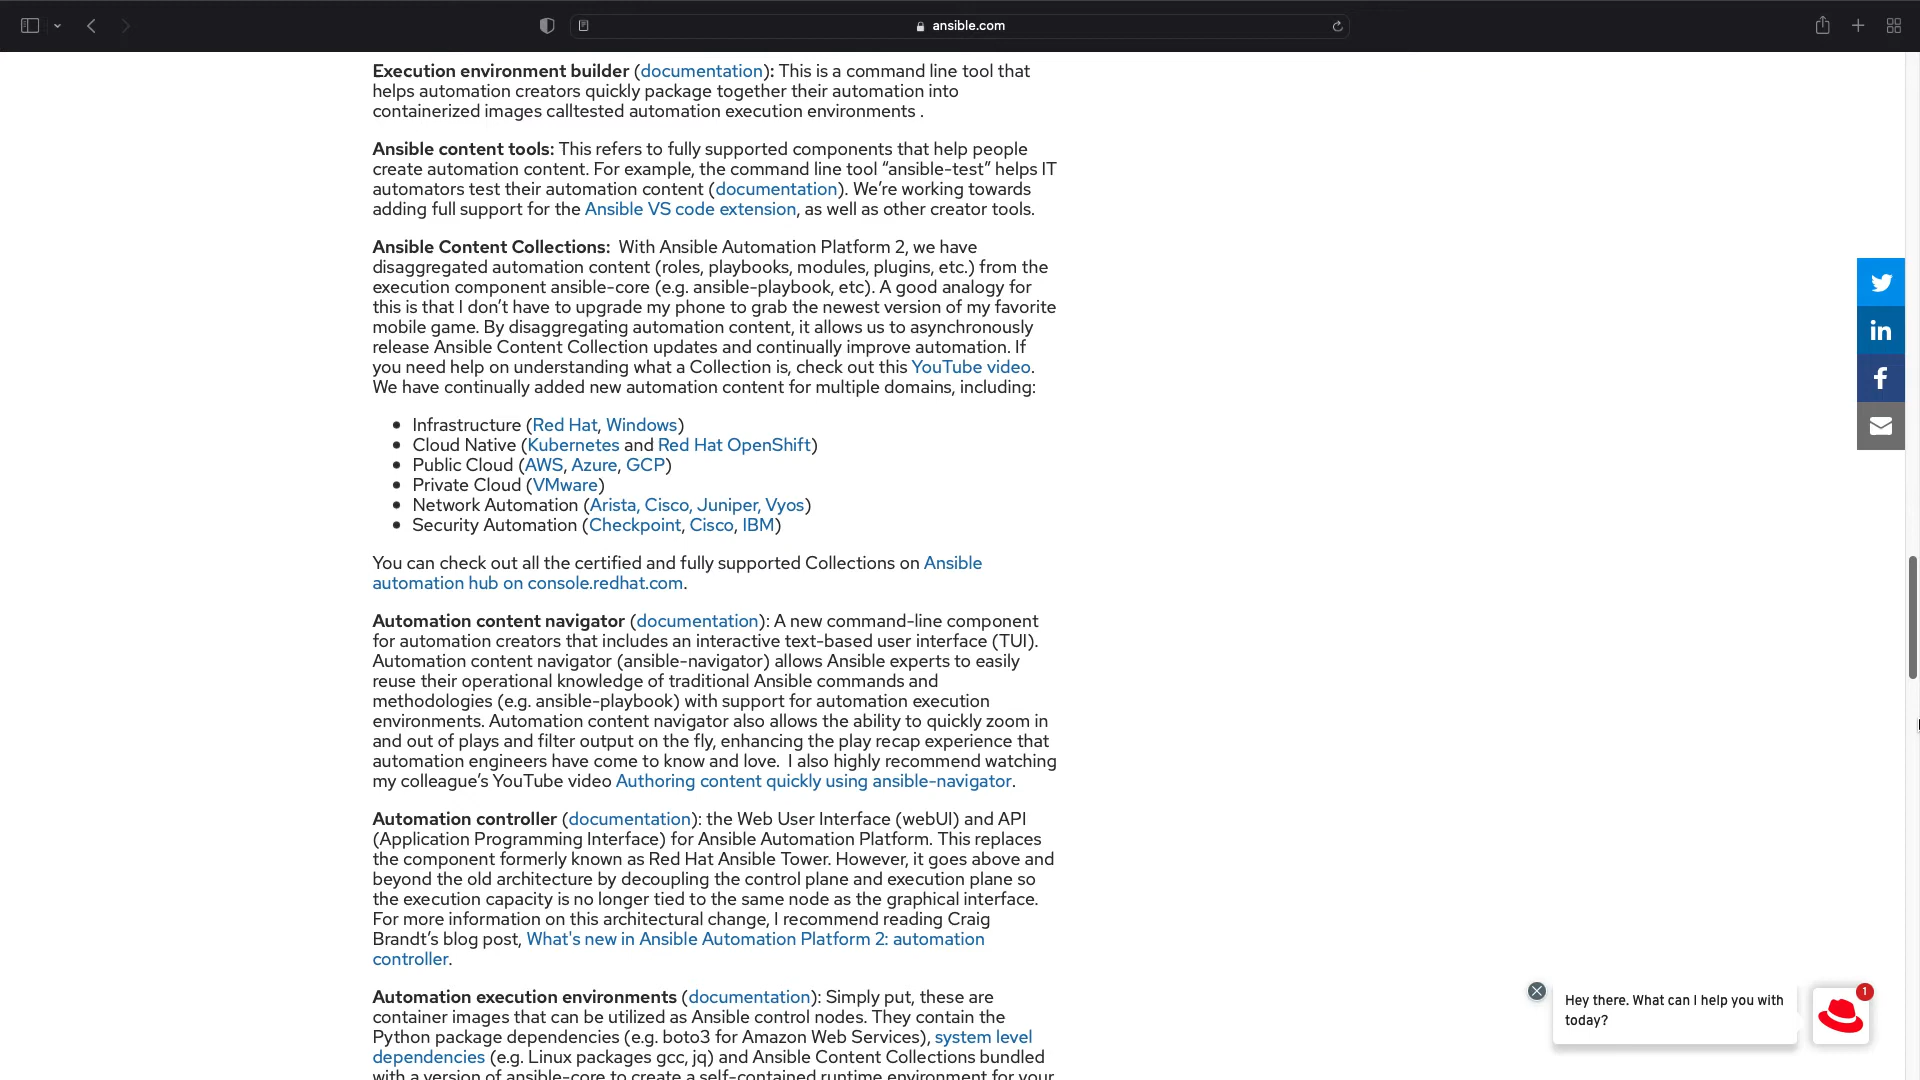 ansible.com
Execution environment builder (documentation): This is a command line tool that
helps automation creators quickly package together their automation into
containerized images calltested automation execution environments .
Ansible content tools: This refers to fully supported components that help people
create automation content. For example, the command line tool “ansible-test” helps IT
automators test their automation content (documentation). We’re working towards
adding full support for the Ansible VS code extension, as well as other creator tools.
Ansible Content Collections:  With Ansible Automation Platform 2, we have
disaggregated automation content (roles, playbooks, modules, plugins, etc.) from the
execution component ansible-core (e.g. ansible-playbook, etc). A good analogy for
this is that I don’t have to upgrade my phone to grab the newest version of my favorite
mobile game. By disaggregating automation content, it allows us to asynchronously
release Ansible Content Collection updates and continually improve automation. If
you need help on understanding what a Collection is, check out this YouTube video.
We have continually added new automation content for multiple domains, including:
• Infrastructure (Red Hat, Windows)
• Cloud Native (Kubernetes and Red Hat OpenShift)
• Public Cloud (AWS, Azure, GCP)
• Private Cloud (VMware)
• Network Automation (Arista, Cisco, Juniper, Vyos)
• Security Automation (Checkpoint, Cisco, IBM)
You can check out all the certified and fully supported Collections on Ansible
automation hub on console.redhat.com.
Automation content navigator (documentation): A new command-line component
for automation creators that includes an interactive text-based user interface (TUI).
Automation content navigator (ansible-navigator) allows Ansible experts to easily
reuse their operational knowledge of traditional Ansible commands and
methodologies (e.g. ansible-playbook) with support for automation execution
environments. Automation content navigator also allows the ability to quickly zoom in
and out of plays and filter output on the fly, enhancing the play recap experience that
automation engineers have come to know and love.  I also highly recommend watching
my colleague’s YouTube video Authoring content quickly using ansible-navigator.
Automation controller (documentation): the Web User Interface (webUI) and API
(Application Programming Interface) for Ansible Automation Platform. This replaces
the component formerly known as Red Hat Ansible Tower. However, it goes above and
beyond the old architecture by decoupling the control plane and execution plane so
the execution capacity is no longer tied to the same node as the graphical interface.
For more information on this architectural change, I recommend reading Craig
Brandt’s blog post, What's new in Ansible Automation Platform 2: automation
controller.
Automation execution environments (documentation): Simply put, these are
container images that can be utilized as Ansible control nodes. They contain the
Python package dependencies (e.g. boto3 for Amazon Web Services), system level
dependencies (e.g. Linux packages gcc, jq) and Ansible Content Collections bundled
with a version of ansible-core to create a self-contained runtime environment for your
in
f
Hey there. What can I help you with
today?
1